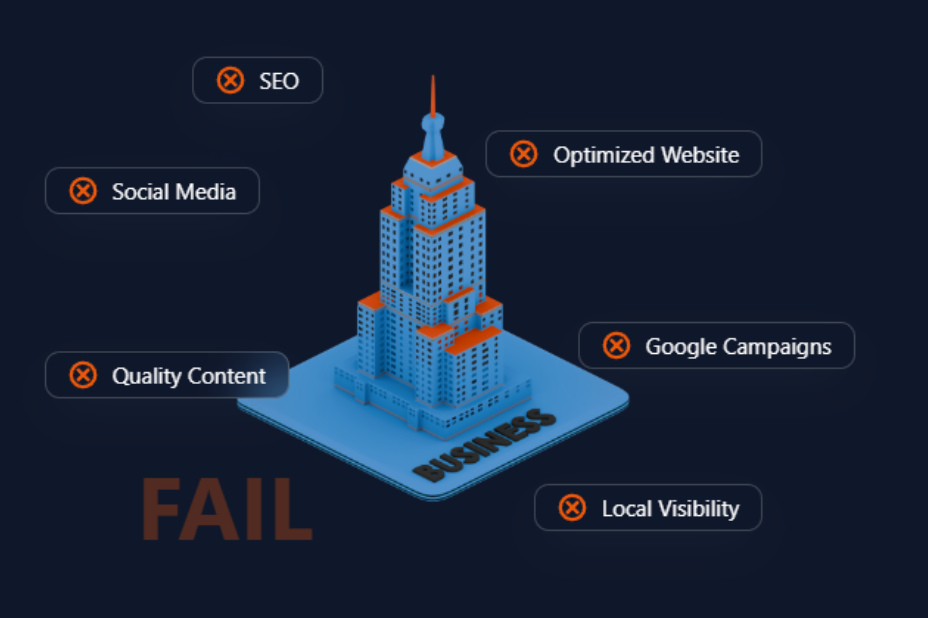 SEO
Optimized Website
Social Media
Google Campaigns
Quality Content
BUSINESS
FAIL
Local Visibility